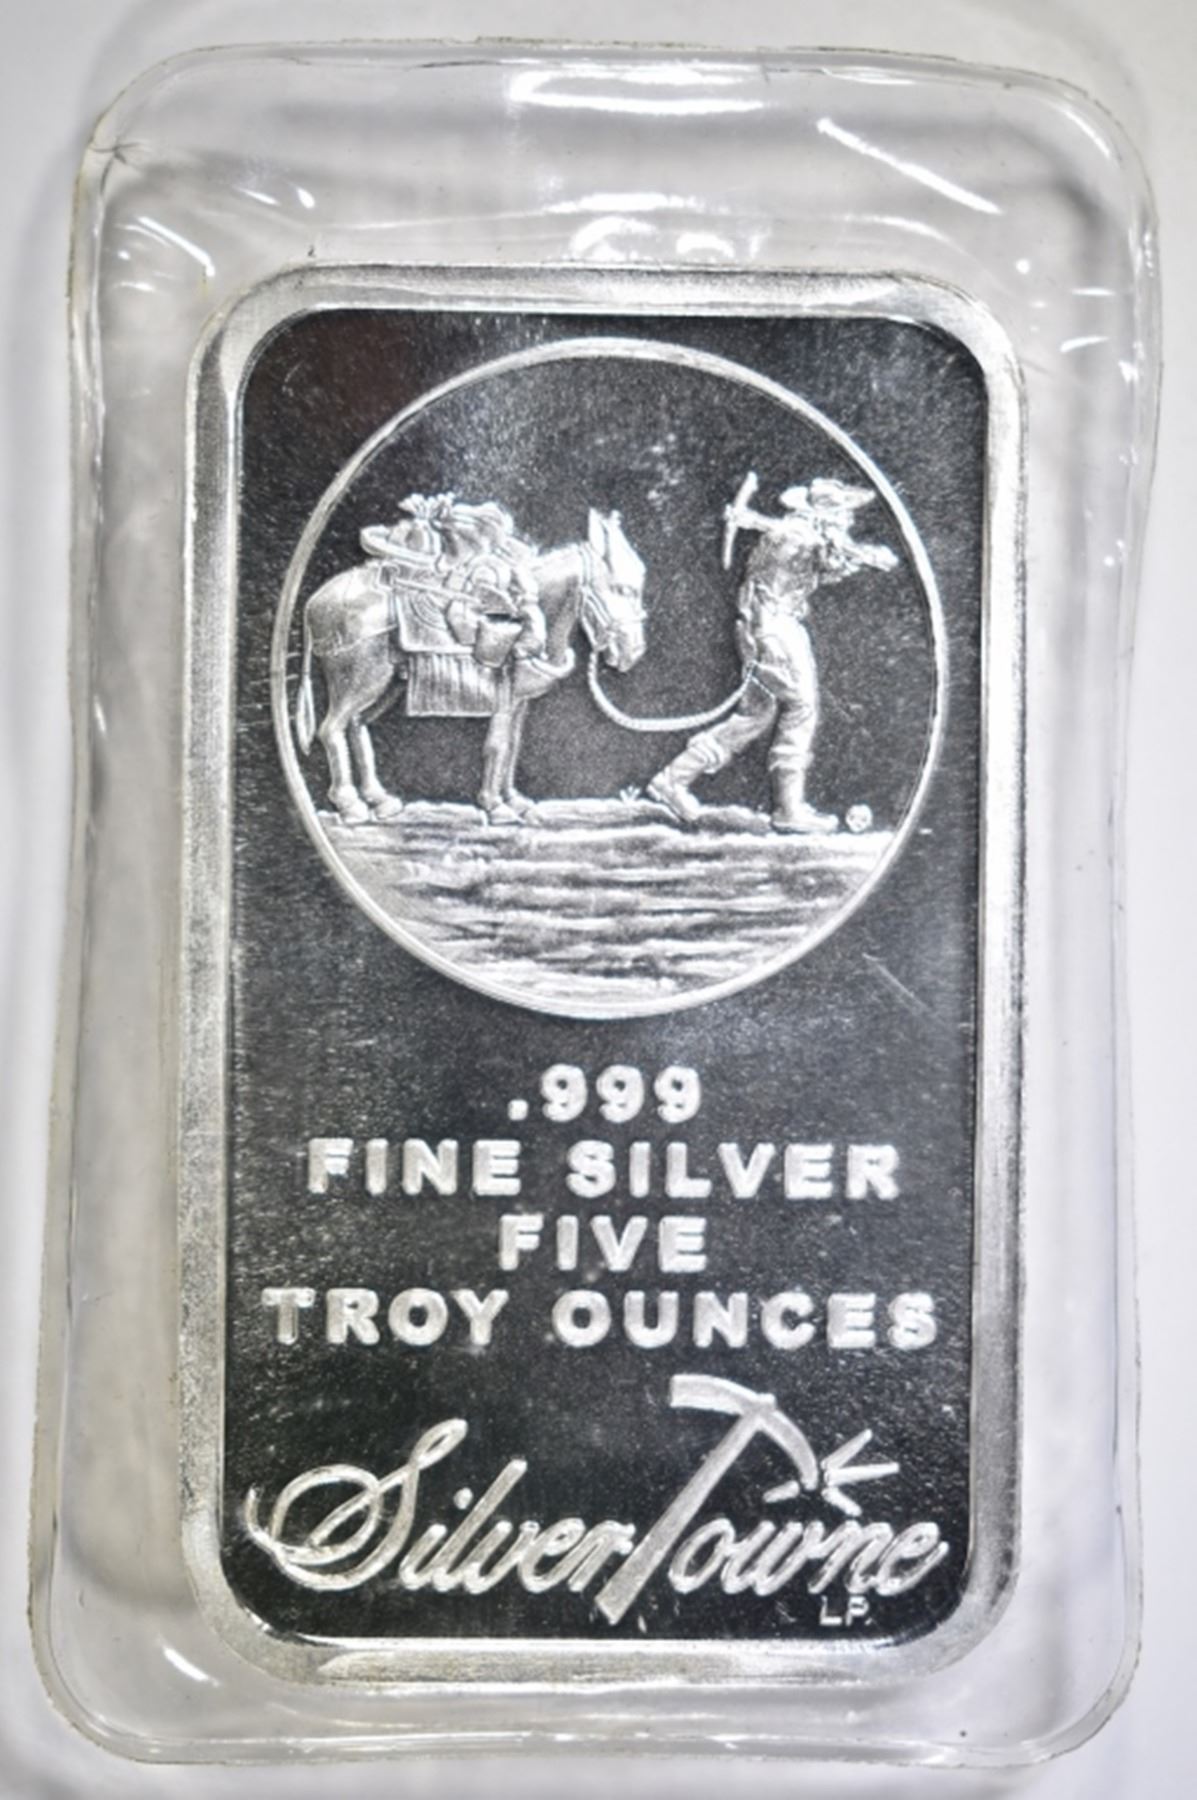 .999
FINE SILVER
FIVE
TROY OUNCES
SilverTowne
LP